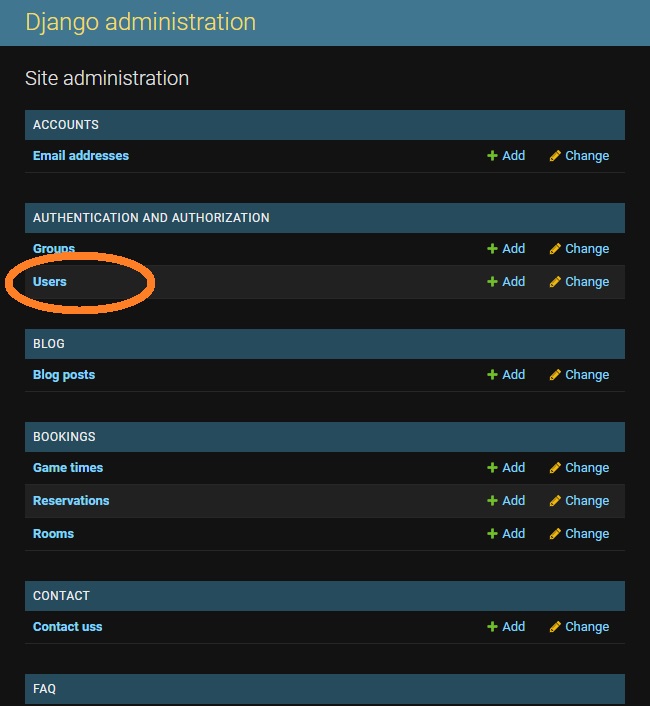 Django administration
Site administration
ACCOUNTS
Email addresses Add Change
AUTHENTICATION AND AUTHORIZATION
Groups Add Change
Users Add Change
BLOG
Blog posts Add Change
BOOKINGS
Game times Add Change
Reservations Add Change
Rooms Add Change
CONTACT
Contact uss Add Change
FAQ